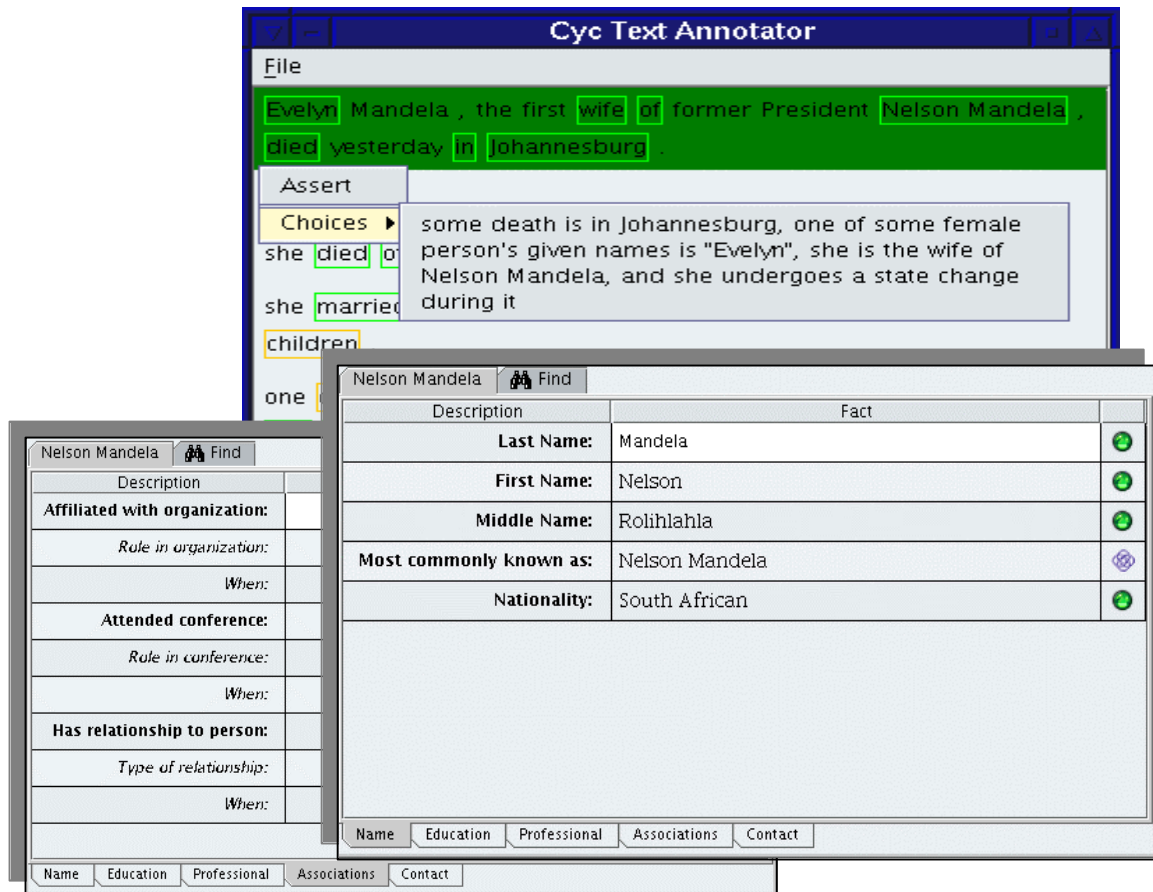 Cyc Text Annotator
File
Evelyn Mandela , the first wife of former President Nelson Mandela ,
died yesterday in Johannesburg .
Assert
Choices
some death is in Johannesburg, one of some female
person's given names is "Evelyn", she is the wife of
Nelson Mandela, and she undergoes a state change
during it
she died
she married
children .
one
Nelson Mandela Find
Description Fact
Last Name: Mandela
First Name: Nelson
Middle Name: Rolihlahla
Most commonly known as: Nelson Mandela
Nationality: South African
Name Education Professional Associations Contact
Nelson Mandela Find
Description
Affiliated with organization:
Role in organization:
When:
Attended conference:
Role in conference:
When:
Has relationship to person:
Type of relationship:
When:
Name Education Professional Associations Contact